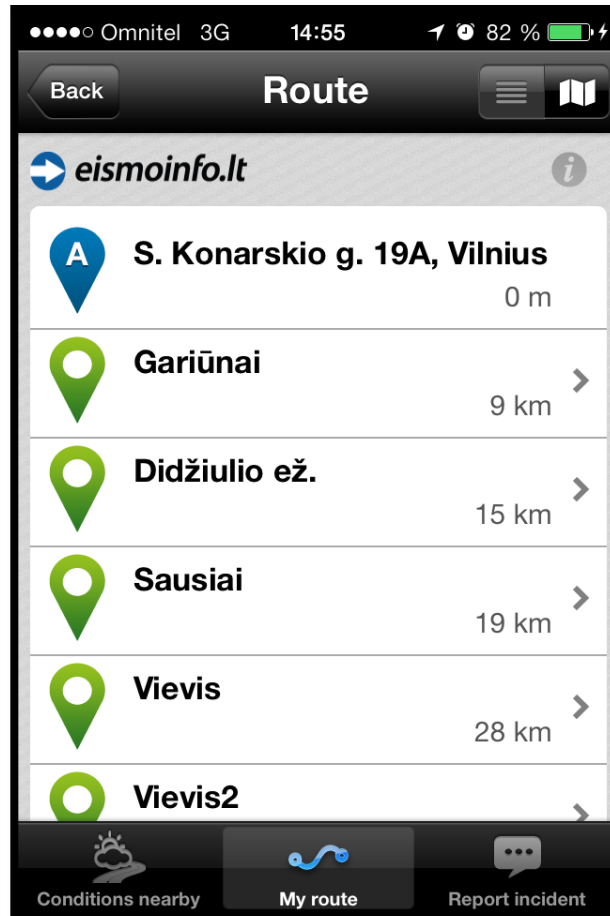 Omnitel 3G 14:55 82 %
Back Route
eismoinfo.lt i
A S. Konarskio g. 19A, Vilnius
0 m
Gariūnai
9 km
Didžiulio ež.
15 km
Sausiai
19 km
Vievis
28 km
Vievis2
Conditions nearby My route Report incident